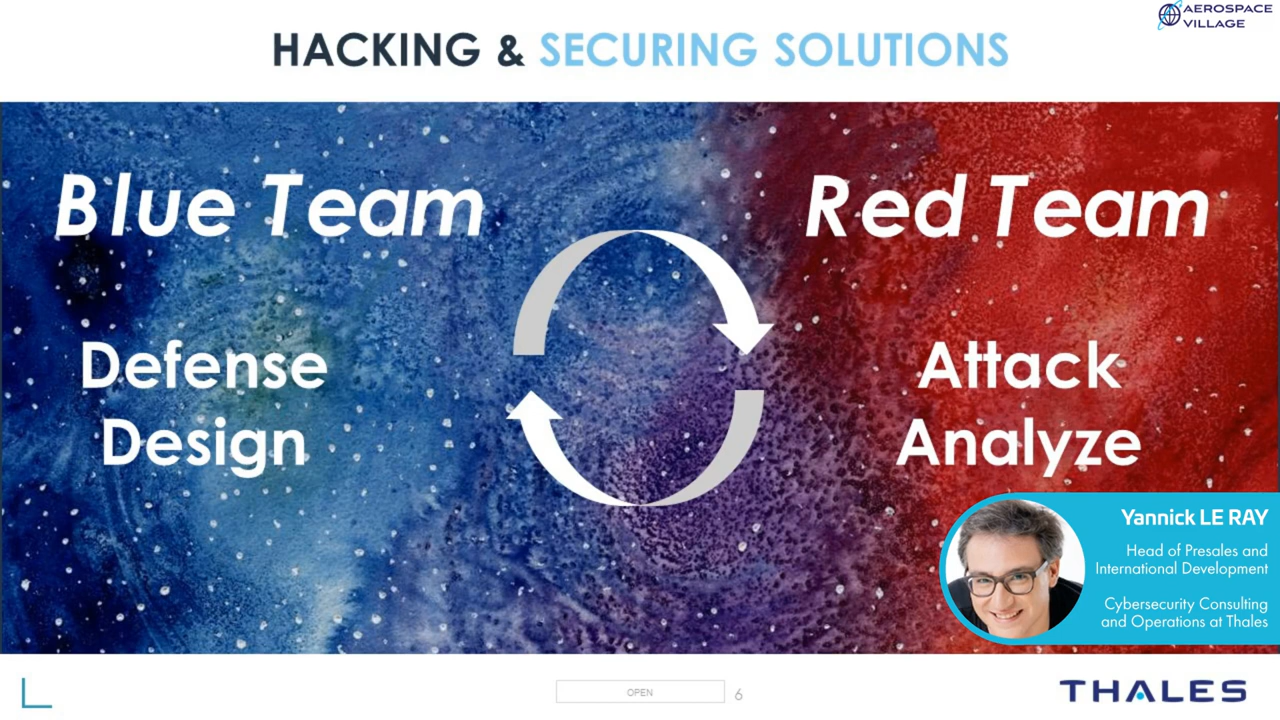 AEROSPACE
VILLAGE
HACKING & SECURING SOLUTIONS
Blue Team
Defense
Design
Red Team
Attack
Analyze
Yannick LE RAY
Head of Presales and
International Development
Cybersecurity Consulting
and Operations at Thales
OPEN
6
THALES